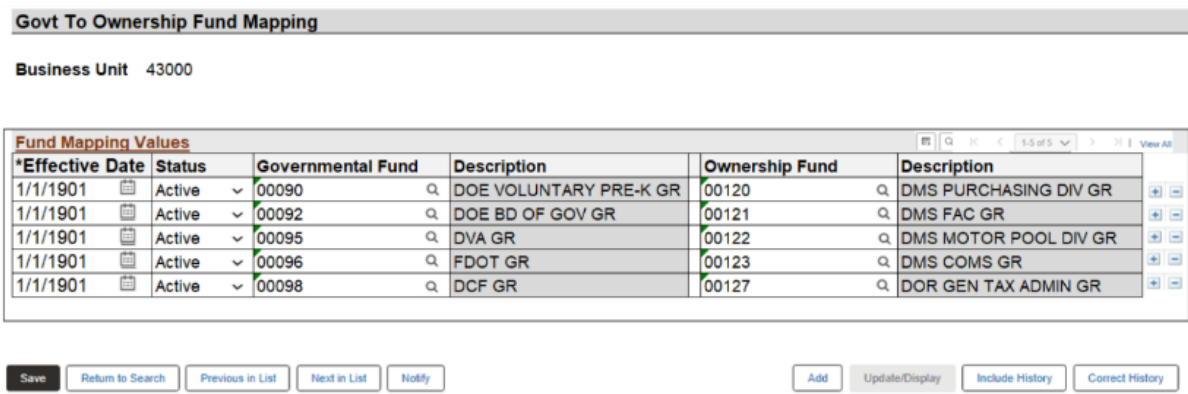 Govt To Ownership Fund Mapping
Business Unit 43000
Fund Mapping Values 1-5 of 5 View All
*Effective Date Status Governmental Fund Description Ownership Fund Description
1/1/1901 Active 00090 DOE VOLUNTARY PRE-K GR 00120 DMS PURCHASING DIV GR
1/1/1901 Active 00092 DOE BD OF GOV GR 00121 DMS FAC GR
1/1/1901 Active 00095 DVA GR 00122 DMS MOTOR POOL DIV GR
1/1/1901 Active 00096 FDOT GR 00123 DMS COMS GR
1/1/1901 Active 00098 DCF GR 00127 DOR GEN TAX ADMIN GR
Save Return to Search Previous in List Next in List Notify Add Update/Display Include History Correct History